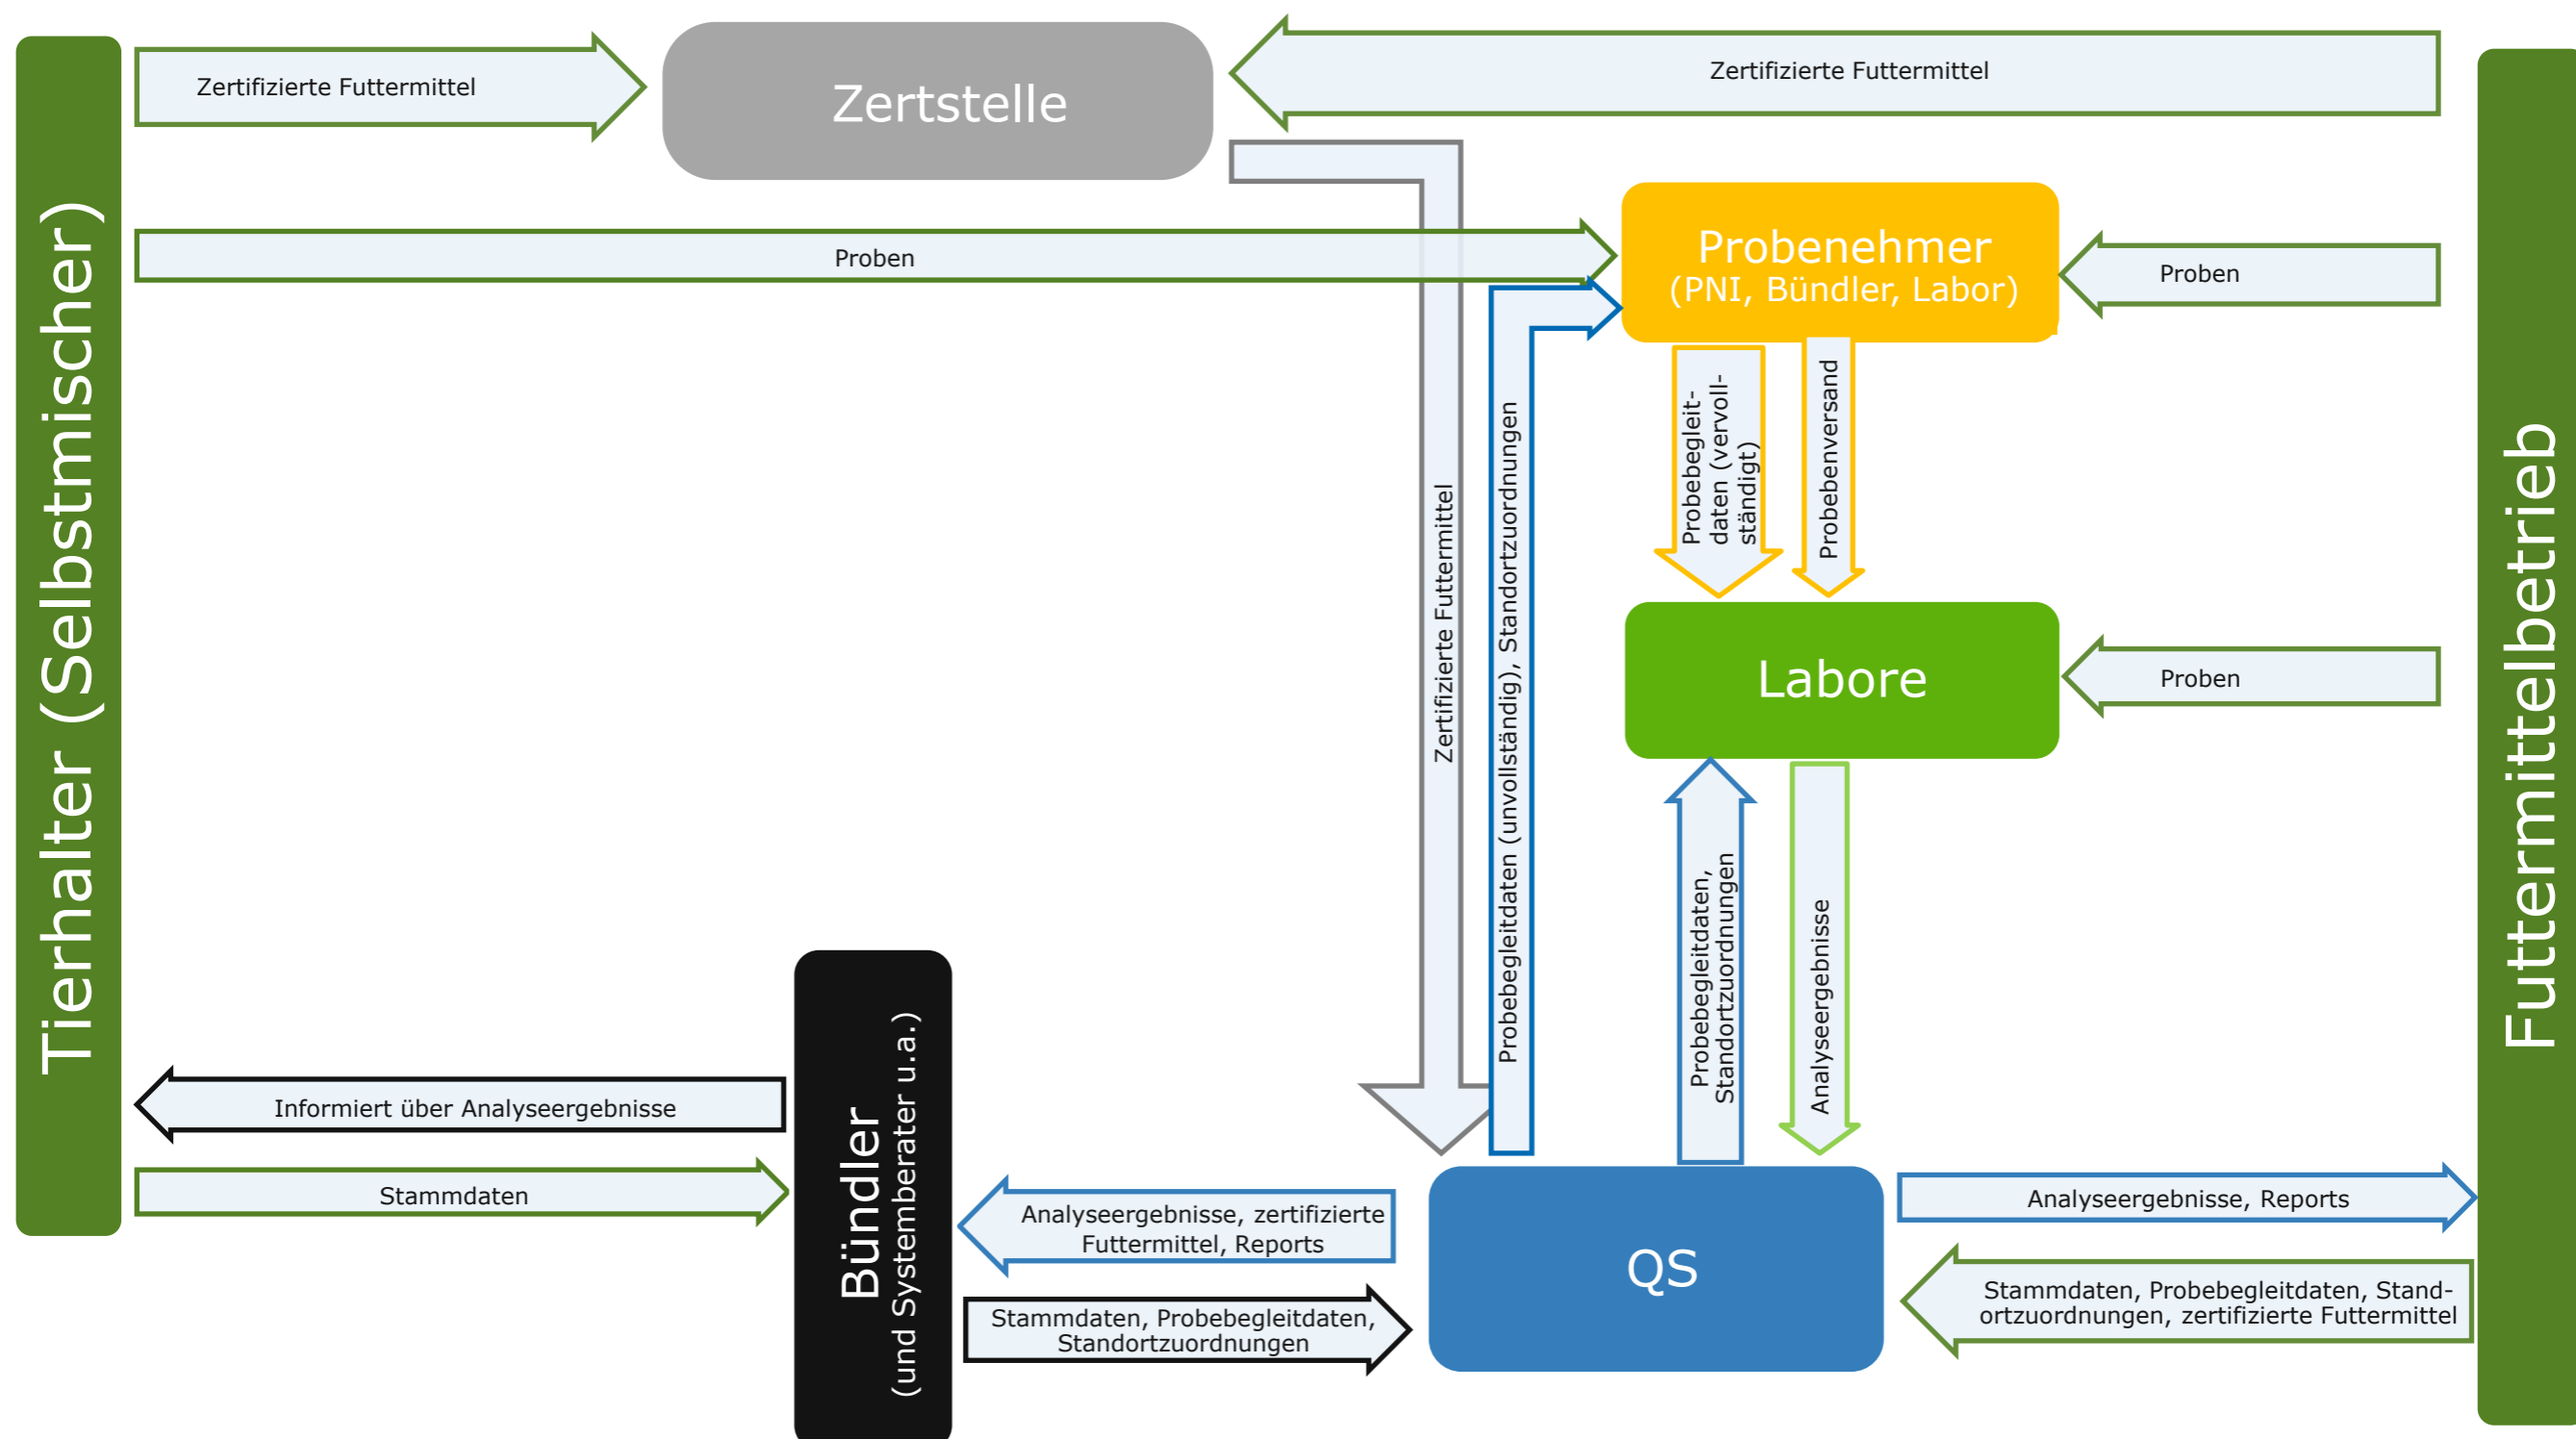 Tierhalter (Selbstmischer)
Zertifizierte Futtermittel
Zertstelle
Zertifizierte Futtermittel
Futtermittelbetrieb
Proben
Probenehmer
(PNI, Bündler, Labor)
Proben
Probebegleit-
daten (vervoll-
ständigt)
Probebenversand
Zertifizierte Futtermittel
Probebegleitdaten (unvollständig), Standortzuordnungen
Labore
Proben
Probebegleitdaten,
Standortzuordnungen
Analyseergebnisse
Informiert über Analyseergebnisse
Stammdaten
Bündler
(und Systemberater u.a.)
Analyseergebnisse, zertifizierte
Futtermittel, Reports
Stammdaten, Probebegleitdaten,
Standortzuordnungen
QS
Analyseergebnisse, Reports
Stammdaten, Probebegleitdaten, Stand-
ortzuordnungen, zertifizierte Futtermittel